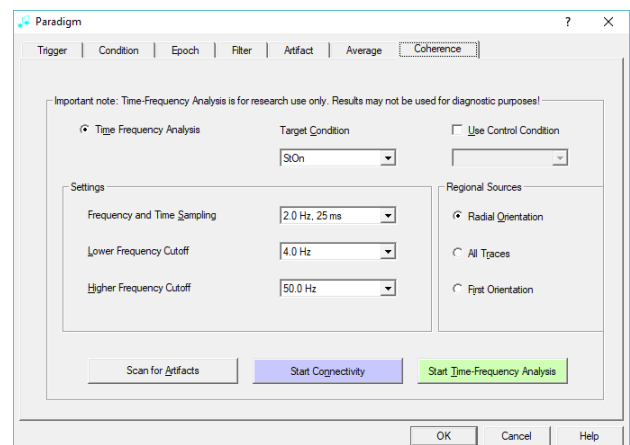 Paradigm
?
X
Trigger
Condition
Epoch
Filter
Artifact
Average
Coherence
Important note: Time-Frequency Analysis is for research use only. Results may not be used for diagnostic purposes!
Time Frequency Analysis
Target Condition
Use Control Condition
StOn
Settings
Regional Sources
Frequency and Time Sampling
2.0 Hz, 25 ms
Radial Orientation
Lower Frequency Cutoff
4.0 Hz
All Traces
Higher Frequency Cutoff
50.0 Hz
First Orientation
Scan for Artifacts
Start Connectivity
Start Time-Frequency Analysis
OK
Cancel
Help